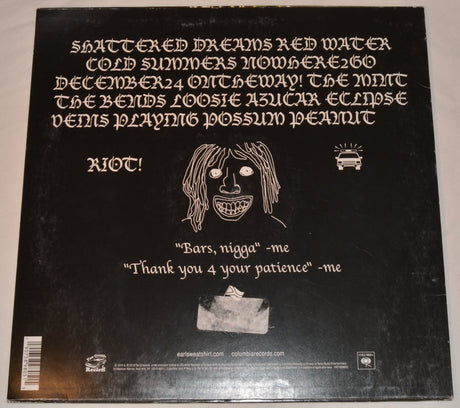 SHATTERED DREAMS RED WATER
COLD SUMMERS NOWHERE2GO
DECEMBER24 ONTHEWAY! THE MINT
THE BENDS LOOSIE AZUCAR ECLIPSE
VEINS PLAYING POSSUM PEANUT
RIOT!
"Bars, nigga" -me
"Thank you 4 your patience" -me
earlsweatshirt.com columbiarecords.com